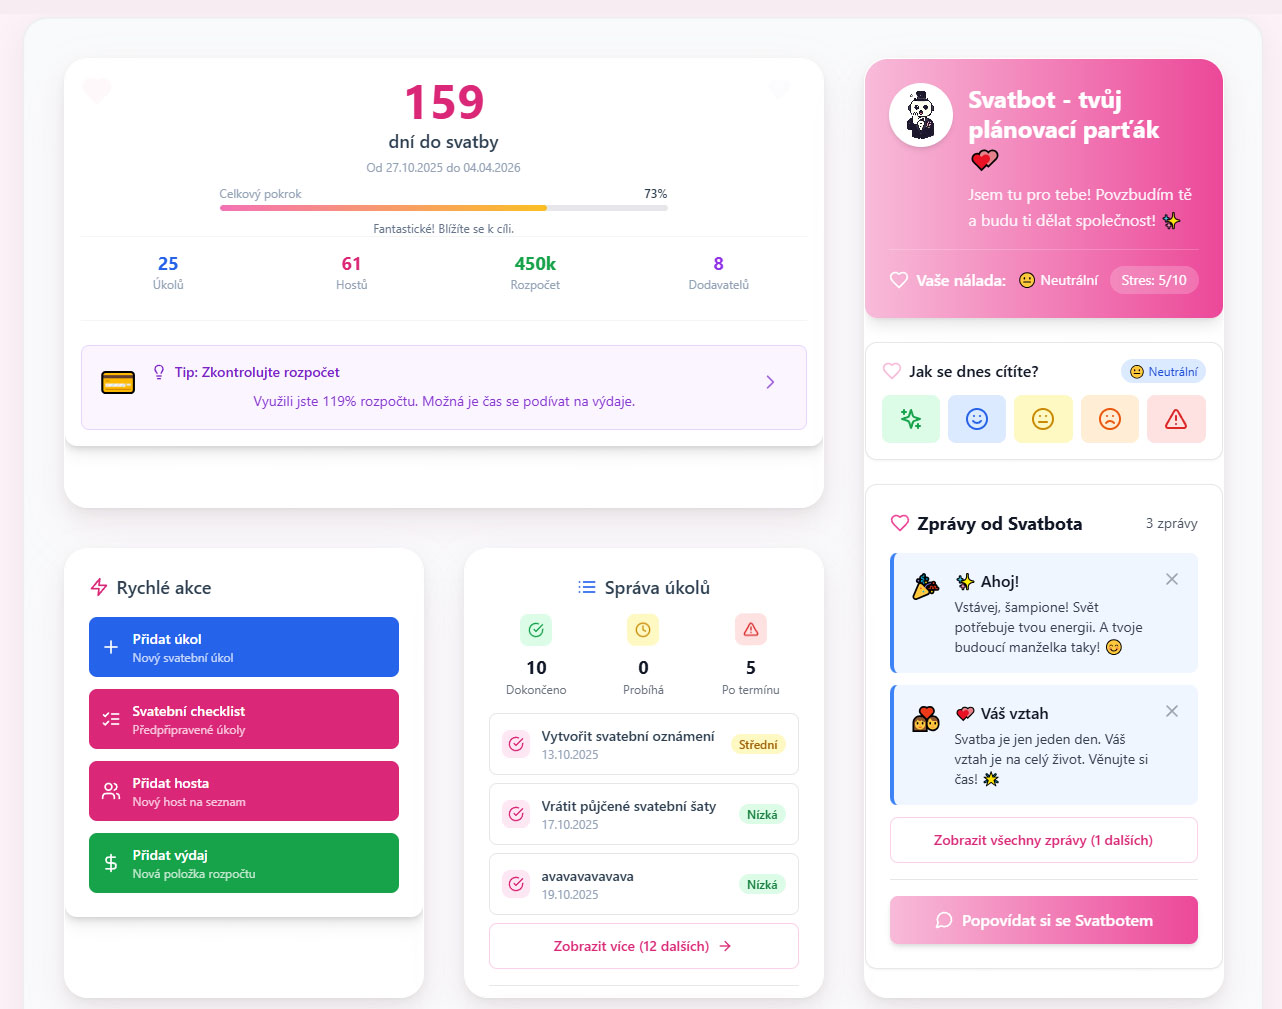 159
dní do svatby
Od 27.10.2025 do 04.04.2026
Celkový pokrok 73%
Fantastické! Blížíte se k cíli.
25 61 450k 8
Úkolů Hostů Rozpočet Dodavatelů
Tip: Zkontrolujte rozpočet
Využili jste 119% rozpočtu. Možná je čas se podívat na výdaje.
Rychlé akce
Přidat úkol
Nový svatební úkol
Svatební checklist
Předpřipravené úkoly
Přidat hosta
Nový host na seznam
Přidat výdaj
Nová položka rozpočtu
Správa úkolů
10 0 5
Dokončeno Probíhá Po termínu
Vytvořit svatební oznámení
13.10.2025
Střední
Vrátit půjčené svatební šaty
17.10.2025
Nízká
avavavavavava
19.10.2025
Nízká
Zobrazit více (12 dalších)
Svatbot - tvůj
plánovací parťák
Jsem tu pro tebe! Povzbudím tě
a budu ti dělat společnost!
Vaše nálada: Neutrální Stres: 5/10
Jak se dnes cítíte? Neutrální
Zprávy od Svatbota 3 zprávy
Ahoj!
Vstávej, šampione! Svět
potřebuje tvou energii. A tvoje
budoucí manželka taky!
Váš vztah
Svatba je jen jeden den. Váš
vztah je na celý život. Věnujte si
čas!
Zobrazit všechny zprávy (1 dalších)
Popovídat si se Svatbotem